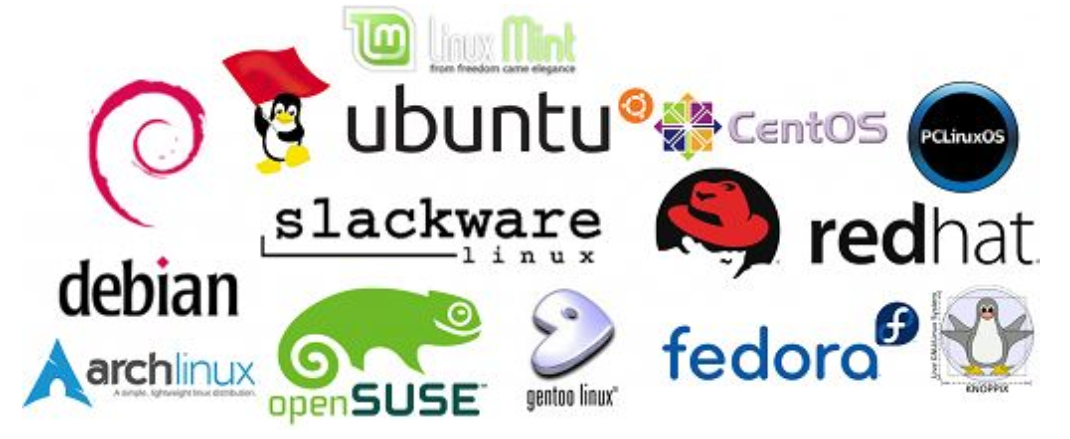 Linux Mint
from freedom came elegance
ubuntu
CentOS
PCLinuxOS
slackware
linux
redhat
debian
archlinux
A simple, lightweight linux distribution.
openSUSE
gentoo linux
fedora
KNOPPIX